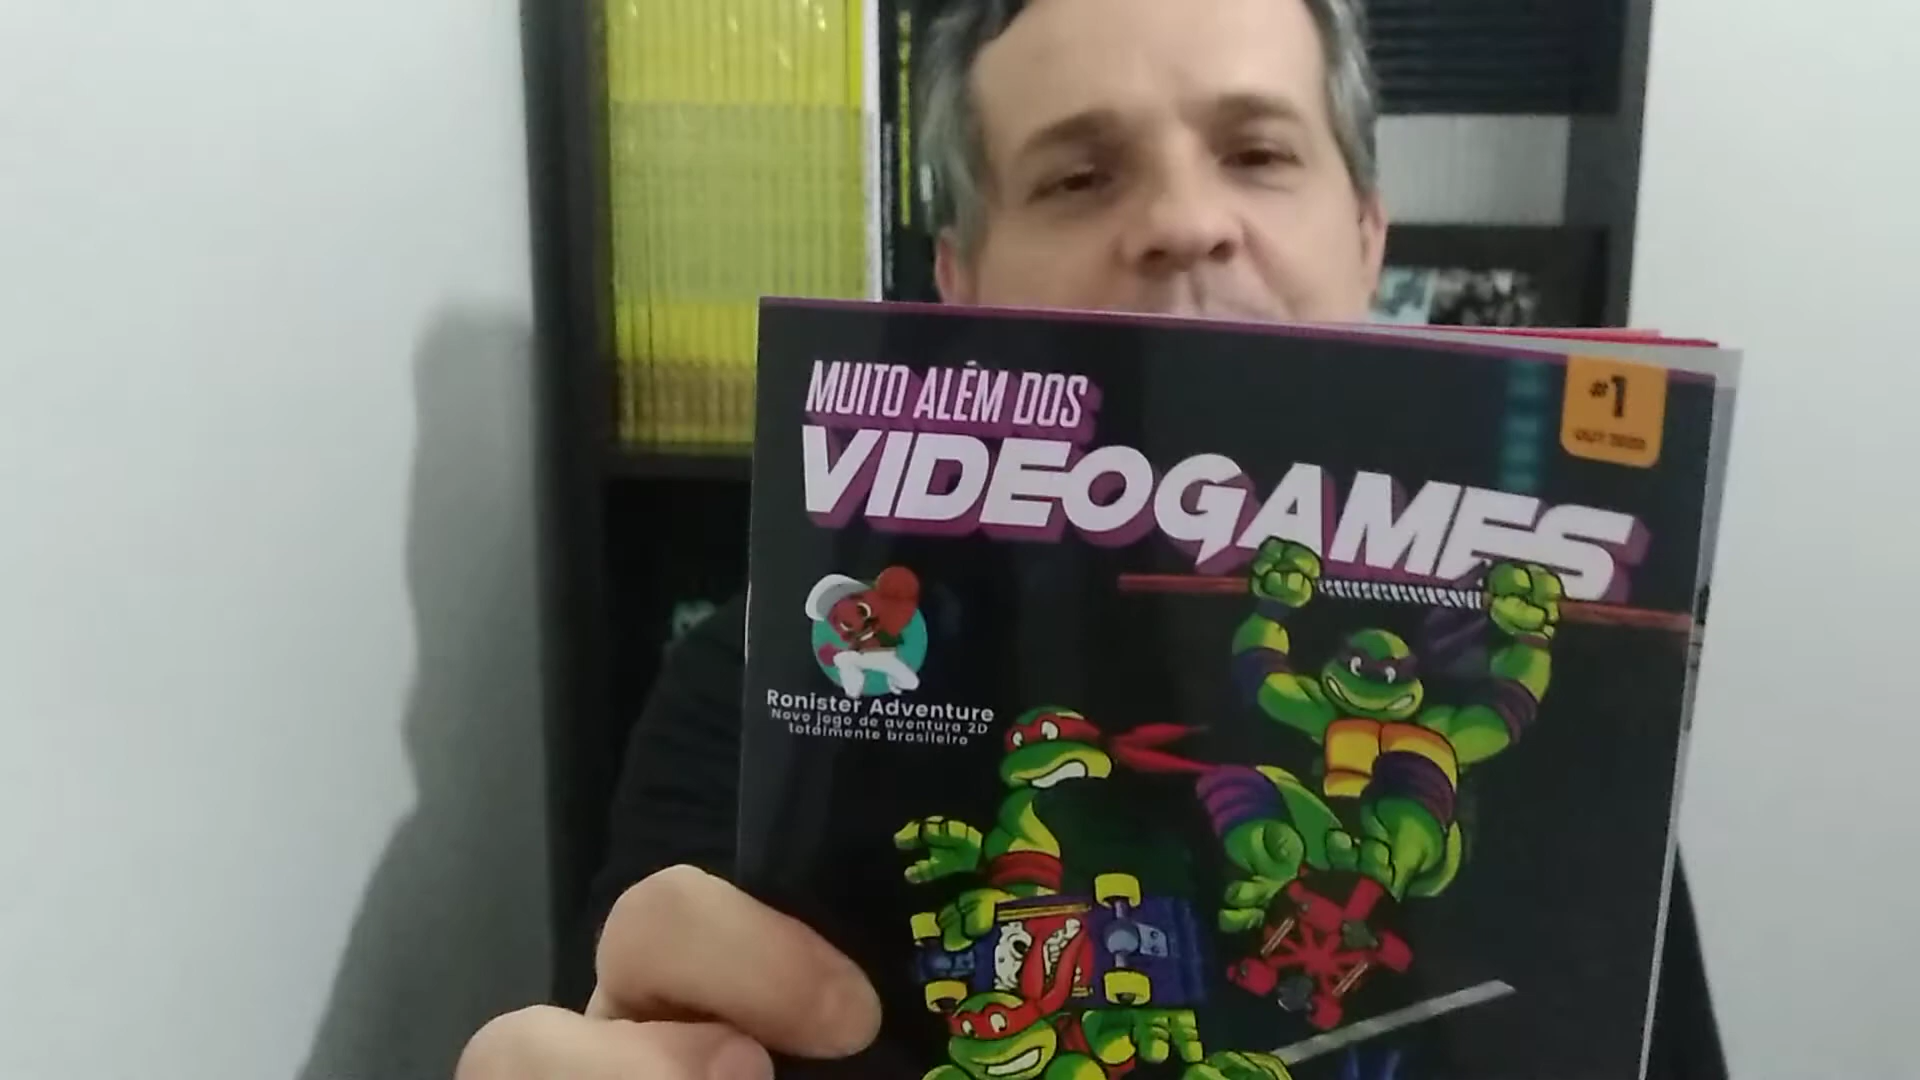 MUITO ALÉM DOS
VIDEOGAMES
#1
Ronister Adventure
Novo jogo de aventura 2D
totalmente brasileiro